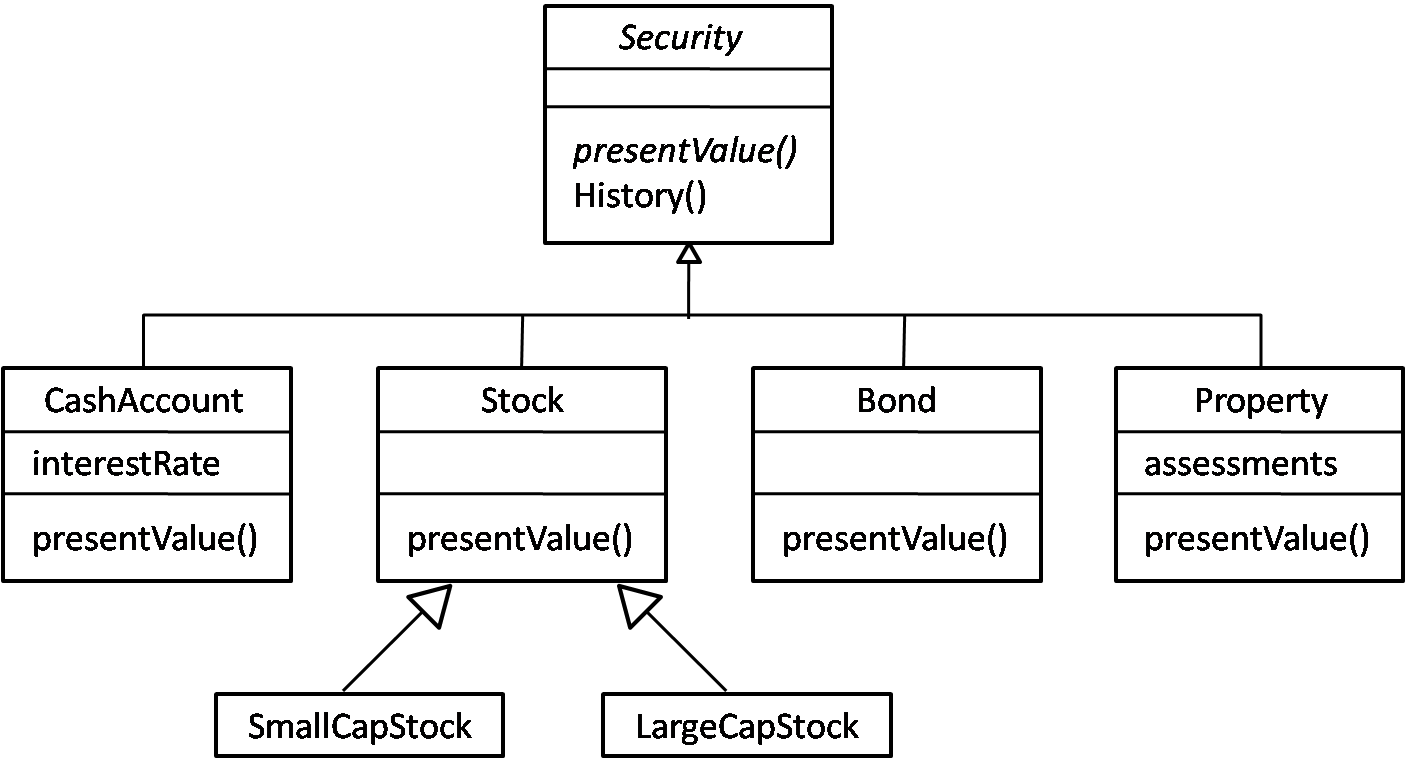 Security
presentValue()
History()
CashAccount
interestRate
presentValue()
Stock
presentValue()
Bond
presentValue()
Property
assessments
presentValue()
SmallCapStock
LargeCapStock